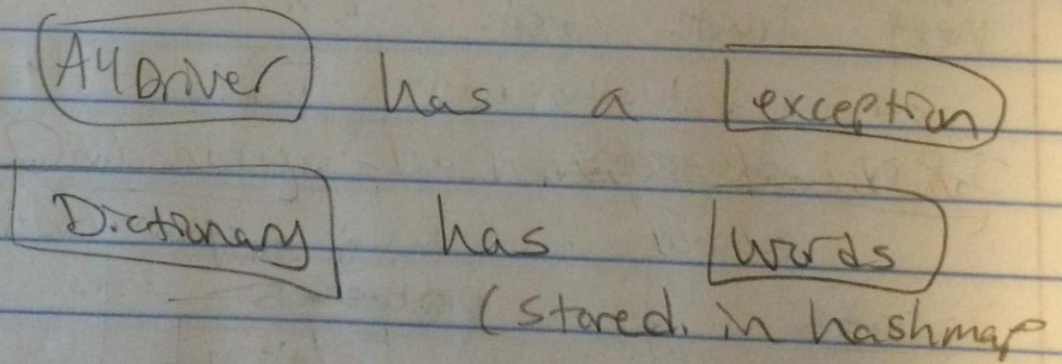 A4Driver has a exception
Dictionary has words
(Stored. in hashmap